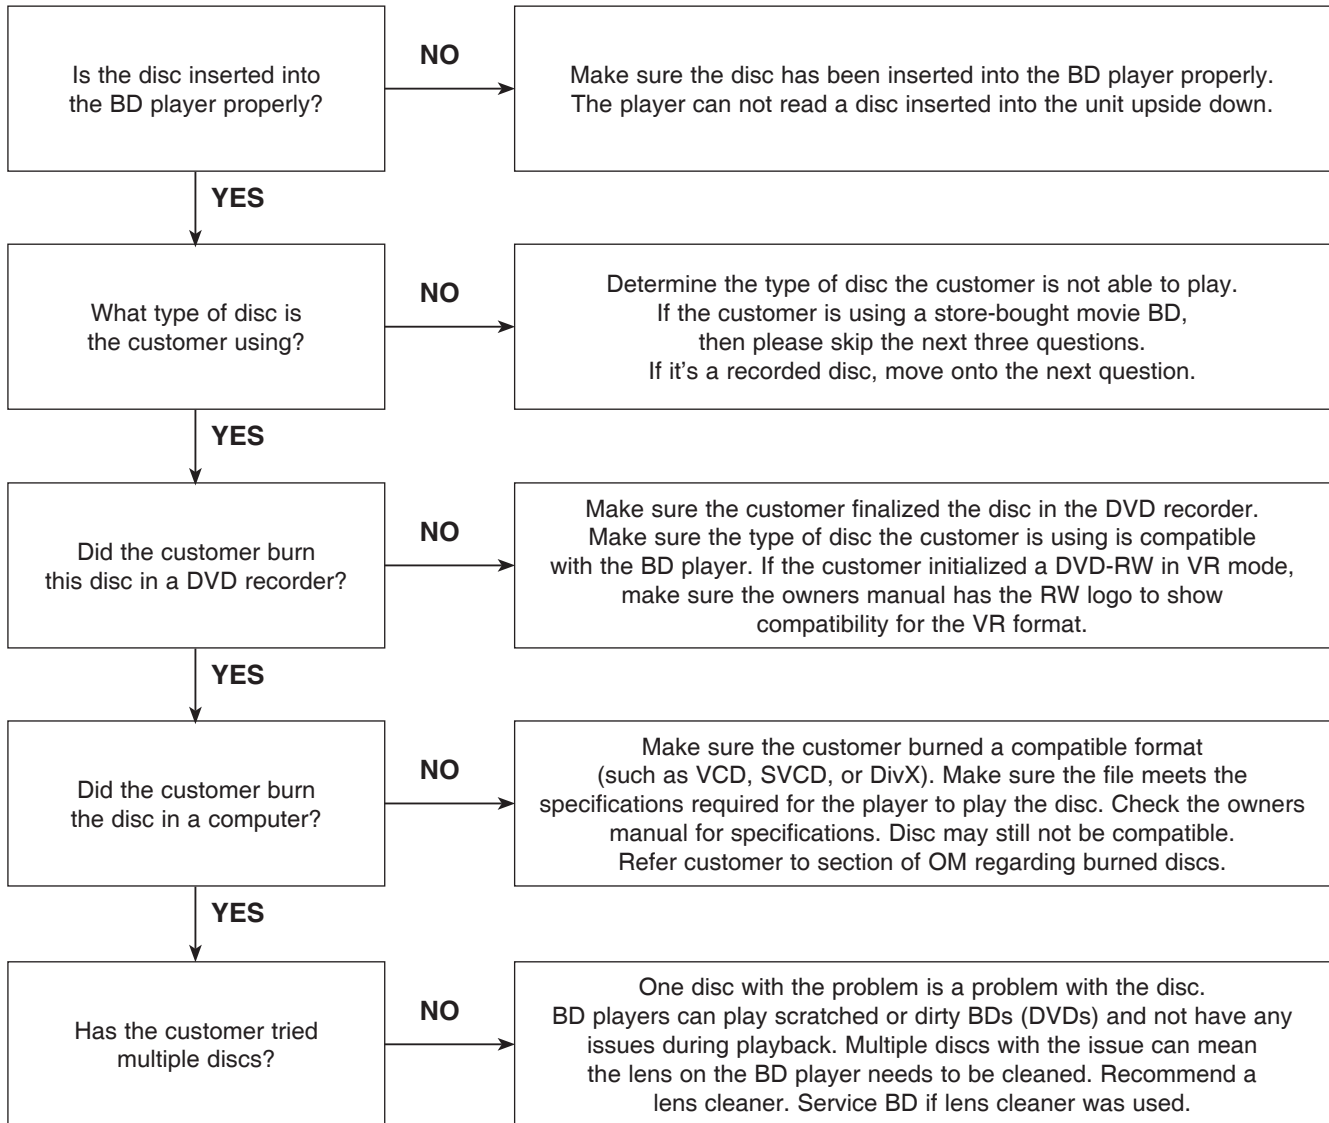 Is the disc inserted into
the BD player properly?
NO
Make sure the disc has been inserted into the BD player properly.
The player can not read a disc inserted into the unit upside down.
YES
What type of disc is
the customer using?
NO
Determine the type of disc the customer is not able to play.
If the customer is using a store-bought movie BD,
then please skip the next three questions.
If it's a recorded disc, move onto the next question.
YES
Did the customer burn
this disc in a DVD recorder?
NO
Make sure the customer finalized the disc in the DVD recorder.
Make sure the type of disc the customer is using is compatible
with the BD player. If the customer initialized a DVD-RW in VR mode,
make sure the owners manual has the RW logo to show
compatibility for the VR format.
YES
Did the customer burn
the disc in a computer?
NO
Make sure the customer burned a compatible format
(such as VCD, SVCD, or DivX). Make sure the file meets the
specifications required for the player to play the disc. Check the owners
manual for specifications. Disc may still not be compatible.
Refer customer to section of OM regarding burned discs.
YES
Has the customer tried
multiple discs?
NO
One disc with the problem is a problem with the disc.
BD players can play scratched or dirty BDs (DVDs) and not have any
issues during playback. Multiple discs with the issue can mean
the lens on the BD player needs to be cleaned. Recommend a
lens cleaner. Service BD if lens cleaner was used.